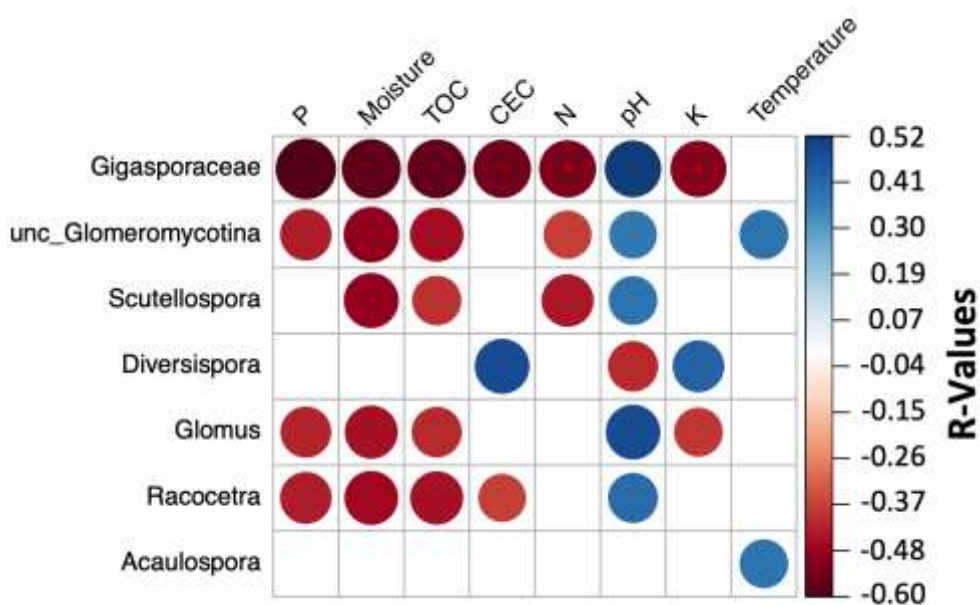 P Moisture TOC CEC N pH K Temperature
Gigasporaceae
unc_Glomeromycotina
Scutellospora
Diversispora
Glomus
Racocetra
Acaulospora
0.52
0.41
0.30
0.19
0.07
-0.04
-0.15
-0.26
-0.37
-0.48
-0.60
R-Values